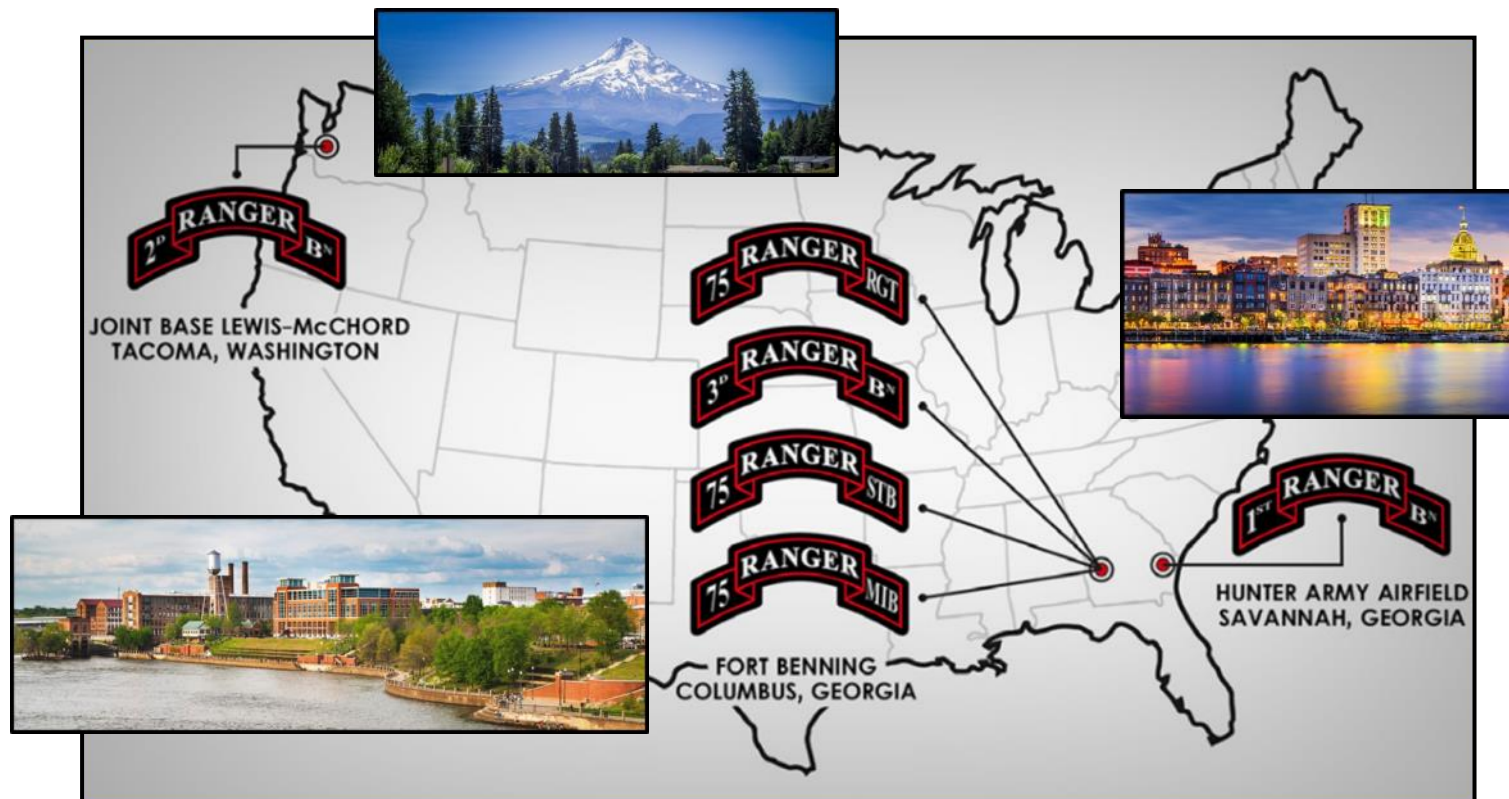 2D RANGER BN
JOINT BASE LEWIS–McCHORD
TACOMA, WASHINGTON
75 RANGER RGT
3D RANGER BN
75 RANGER STB
75 RANGER MIB
FORT BENNING
COLUMBUS, GEORGIA
1ST RANGER BN
HUNTER ARMY AIRFIELD
SAVANNAH, GEORGIA